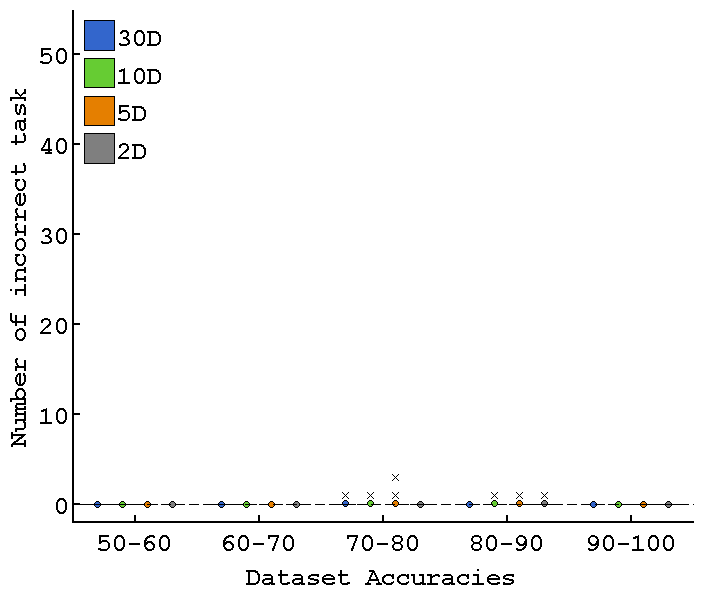 30D
10D
5D
2D
Number of incorrect task
50
40
30
20
10
0
50-60 60-70 70-80 80-90 90-100
Dataset Accuracies